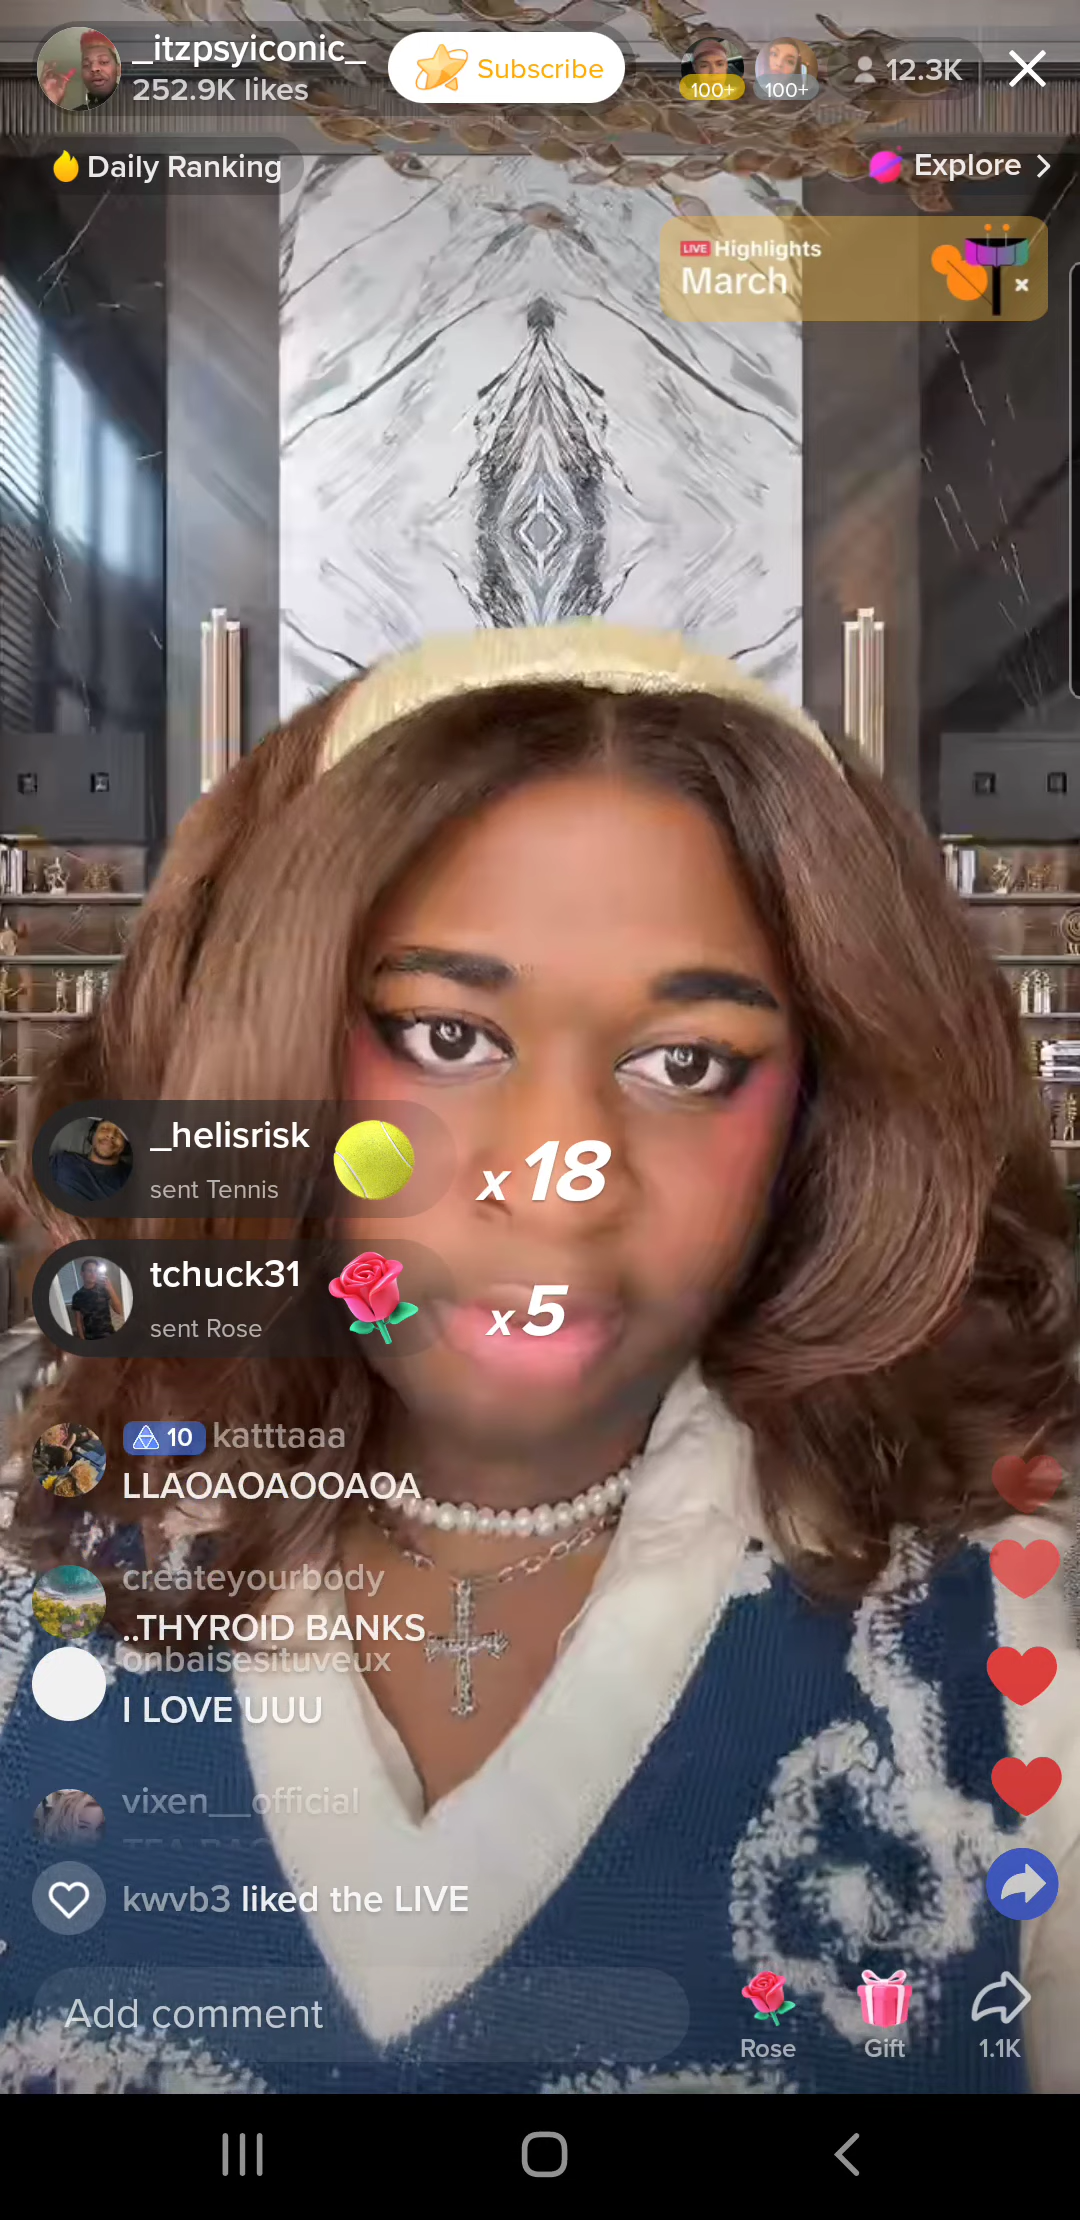 _itzpsyiconic_
252.9K likes
Subscribe
100+
100+
12.3K
Daily Ranking
Explore
LIVE Highlights
March
_helisrisk
sent Tennis
x 18
tchuck31
sent Rose
x 5
10 katttaaa
LLAOAOAOOAOA
createyourbody
..THYROID BANKS
onbaisesituveux
I LOVE UUU
vixen__official
kwvb3 liked the LIVE
Add comment
Rose
Gift
1.1K